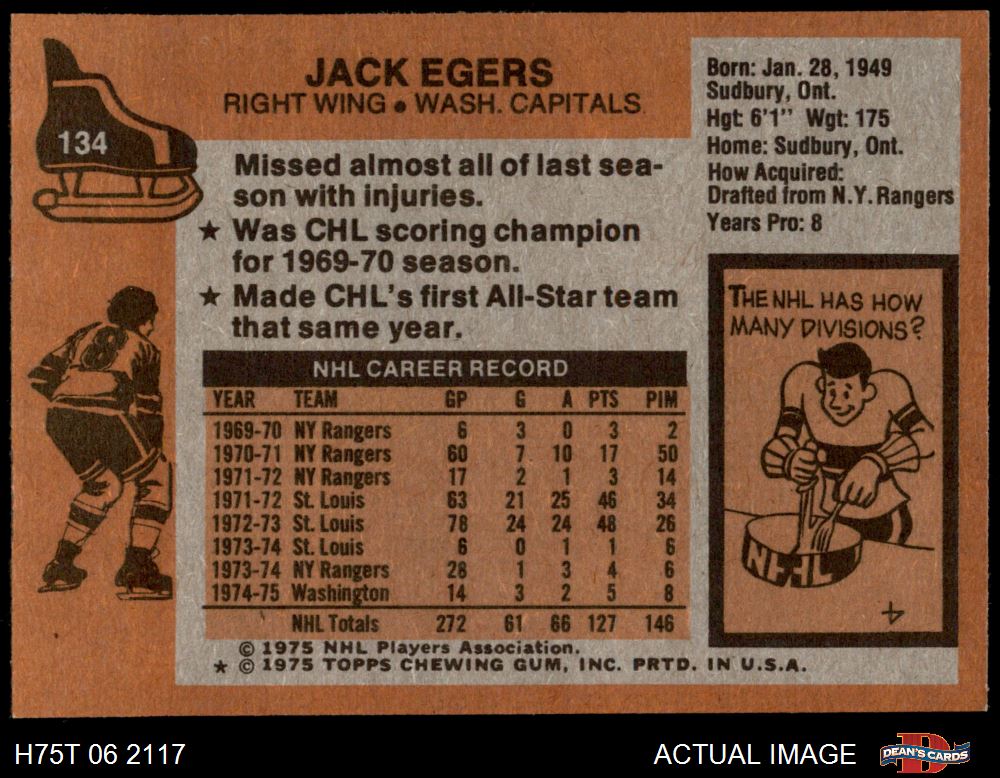 JACK EGERS
RIGHT WING • WASH. CAPITALS
134
Missed almost all of last sea-
son with injuries.
★ Was CHL scoring champion
for 1969-70 season.
★ Made CHL's first All-Star team
that same year.
NHL CAREER RECORD
YEAR TEAM GP G A PTS PIM
1969-70 NY Rangers 6 3 0 3 2
1970-71 NY Rangers 60 7 10 17 50
1971-72 NY Rangers 17 2 1 3 14
1971-72 St. Louis 63 21 25 46 34
1972-73 St. Louis 78 24 24 48 26
1973-74 St. Louis 6 0 1 1 6
1973-74 NY Rangers 28 1 3 4 6
1974-75 Washington 14 3 2 5 8
NHL Totals 272 61 66 127 146
© 1975 NHL Players Association.
★ © 1975 TOPPS CHEWING GUM, INC. PRTD. IN U.S.A.
Born: Jan. 28, 1949
Sudbury, Ont.
Hgt: 6'1" Wgt: 175
Home: Sudbury, Ont.
How Acquired:
Drafted from N.Y. Rangers
Years Pro: 8
THE NHL HAS HOW
MANY DIVISIONS?
NHL
4
8
H75T 06 2117
ACTUAL IMAGE
D
DEAN'S CARDS